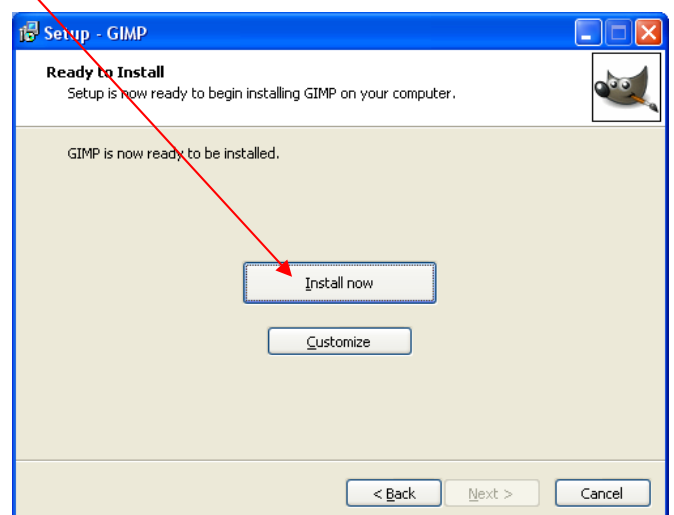 Setup - GIMP
Ready to Install
Setup is now ready to begin installing GIMP on your computer.
GIMP is now ready to be installed.
Install now
Customize
< Back Next > Cancel